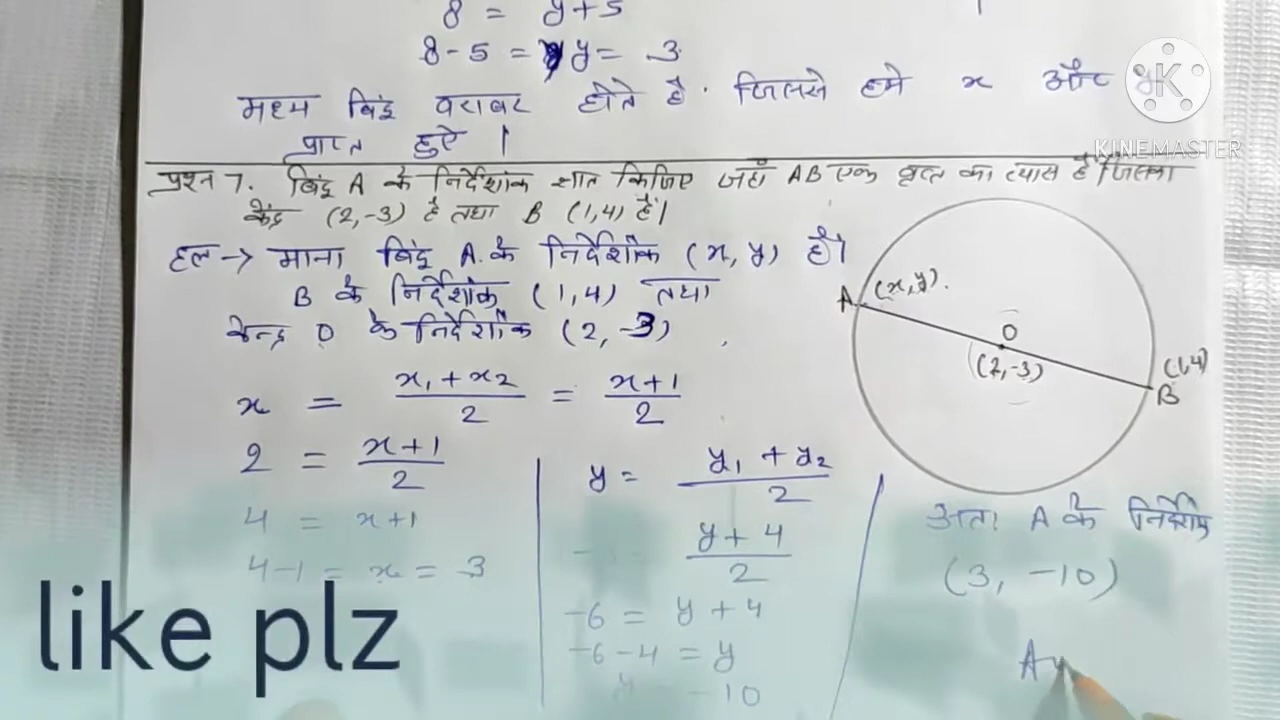 8 = y+5
8-5 = y = 3
मध्य बिंदु बराबर होते है. जिससे हमे x और y
प्राप्त हुऐ |
KINEMASTER
प्रश्न 7. बिंदु A के निर्देशांक ज्ञात किजिए जहाँ AB एक वृत्त का व्यास है जिसका
केंद्र (2,-3) है तथा B (1,4) है।
हल → माना बिंदु A के निर्देशाँक (x, y) है।
B के निर्देशांक (1,4) तथा
केन्द्र O के निर्देशाँक (2, -3)
A (x,y).
O
(2,-3)
(1,4)
B
x = x₁ + x₂ / 2 = x+1 / 2
2 = x+1 / 2
4 = x+1
4-1 = x = 3
y = y₁ + y₂ / 2
y + 4 / 2
-6 = y + 4
-6-4 = y
y -10
अतः A के निर्देशाँक
(3, -10)
A
like plz